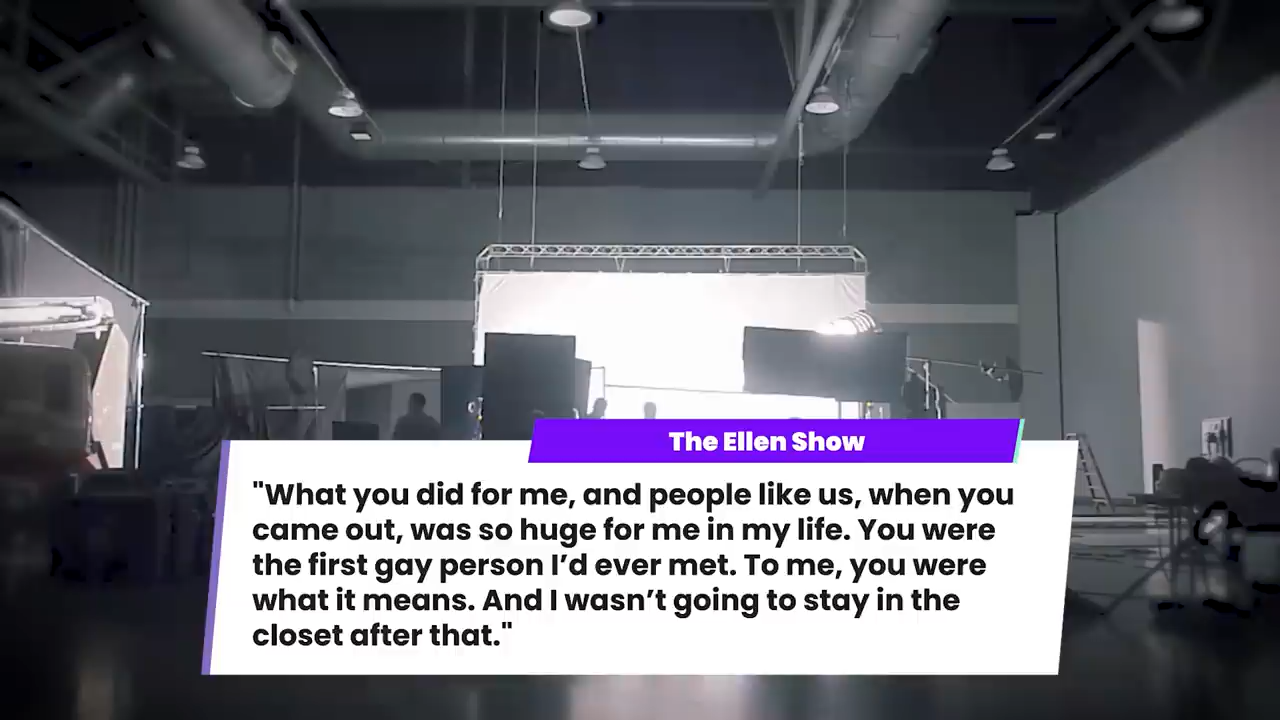 The Ellen Show
"What you did for me, and people like us, when you
came out, was so huge for me in my life. You were
the first gay person I’d ever met. To me, you were
what it means. And I wasn’t going to stay in the
closet after that."